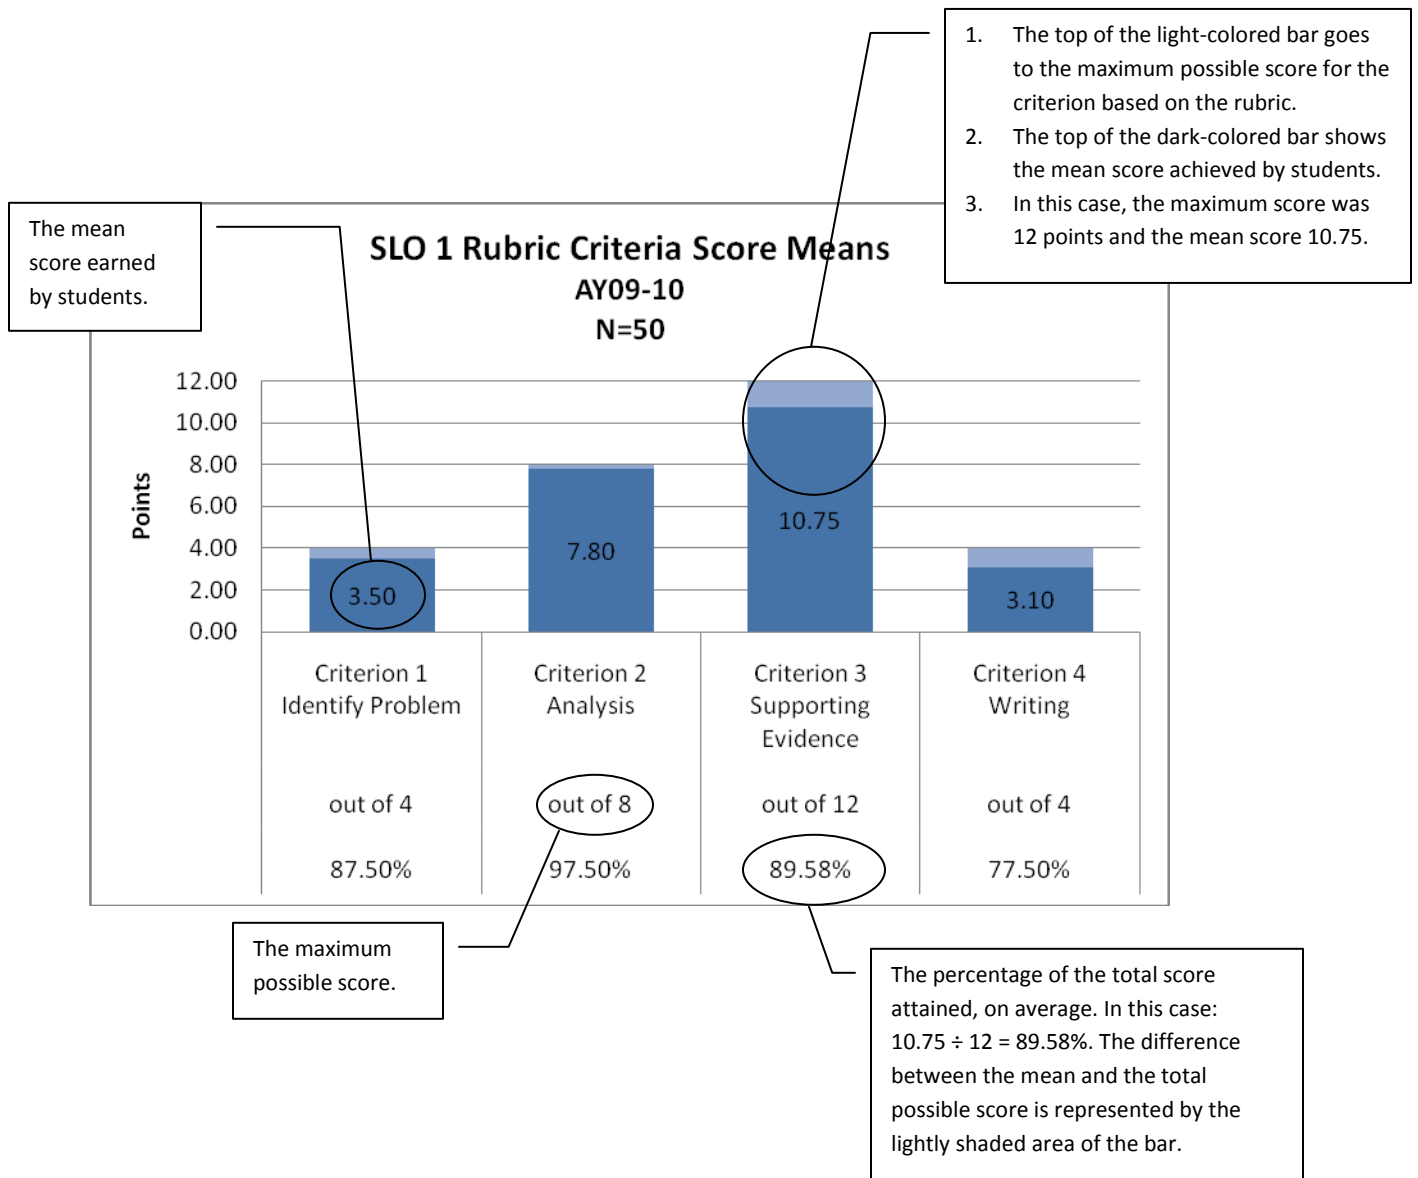 1. The top of the light-colored bar goes
to the maximum possible score for the
criterion based on the rubric.
2. The top of the dark-colored bar shows
the mean score achieved by students.
3. In this case, the maximum score was
12 points and the mean score 10.75.
The mean
score earned
by students.
SLO 1 Rubric Criteria Score Means
AY09-10
N=50
Points
12.00
10.00
8.00
6.00
4.00
2.00
0.00
3.50
7.80
10.75
3.10
Criterion 1
Identify Problem
out of 4
87.50%
Criterion 2
Analysis
out of 8
97.50%
Criterion 3
Supporting
Evidence
out of 12
89.58%
Criterion 4
Writing
out of 4
77.50%
The maximum
possible score.
The percentage of the total score
attained, on average. In this case:
10.75 ÷ 12 = 89.58%. The difference
between the mean and the total
possible score is represented by the
lightly shaded area of the bar.